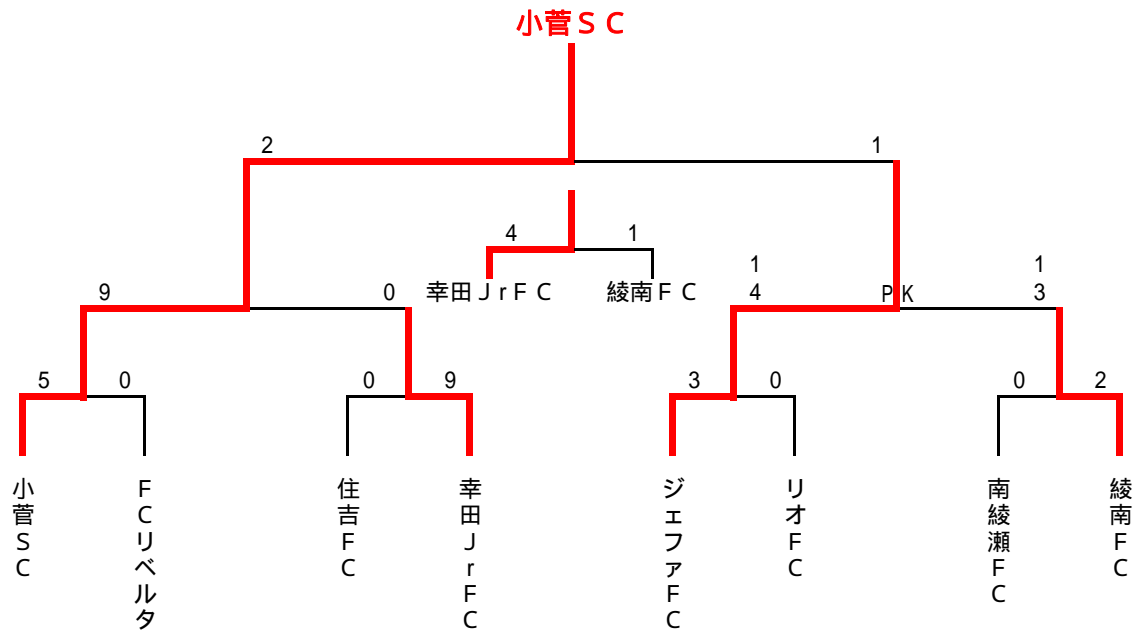 小菅ＳＣ
2 1
4 1
幸田ＪｒＦＣ 綾南ＦＣ
1 1
9 0 4 ＰＫ 3
5 0 0 9 3 0 0 2
小菅ＳＣ
ＦＣリベルタ
住吉ＦＣ
幸田ＪｒＦＣ
ジェファＦＣ
リオＦＣ
南綾瀬ＦＣ
綾南ＦＣ